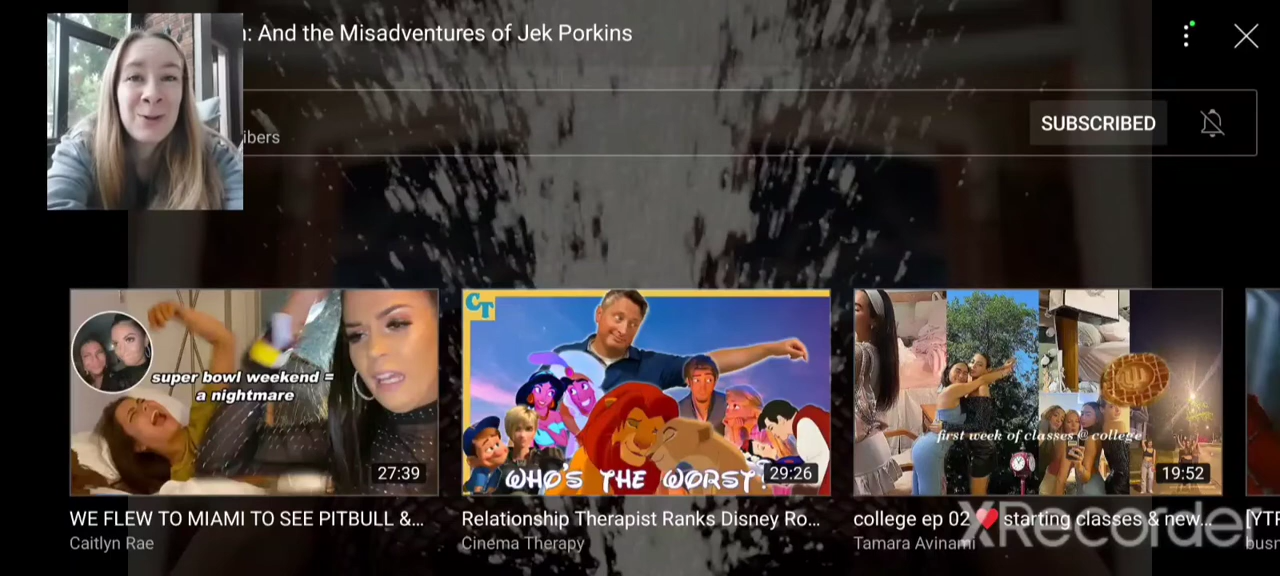 : And the Misadventures of Jek Porkins
ibers
SUBSCRIBED
CT
super bowl weekend =
a nightmare
27:39
WHO'S THE WORST?
29:26
first week of classes @ college
19:52
WE FLEW TO MIAMI TO SEE PITBULL &...
Caitlyn Rae
Relationship Therapist Ranks Disney Ro...
Cinema Therapy
college ep 02❤️ starting classes & new...
Tamara Avinami
[YTP
busn
XRecorder